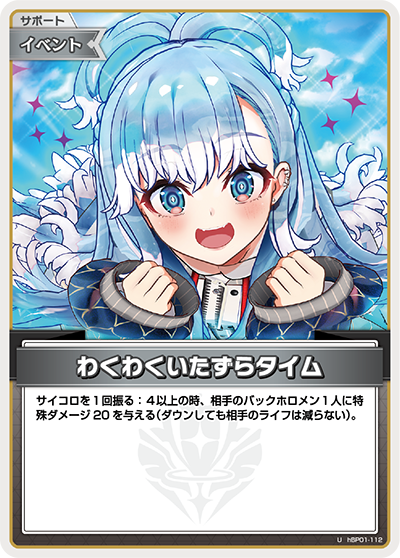 サポート
イベント
わくわくいたずらタイム
サイコロを1回振る：4以上の時、相手のバックホロメン1人に特
殊ダメージ20を与える（ダウンしても相手のライフは減らない）。
U hBP01-112